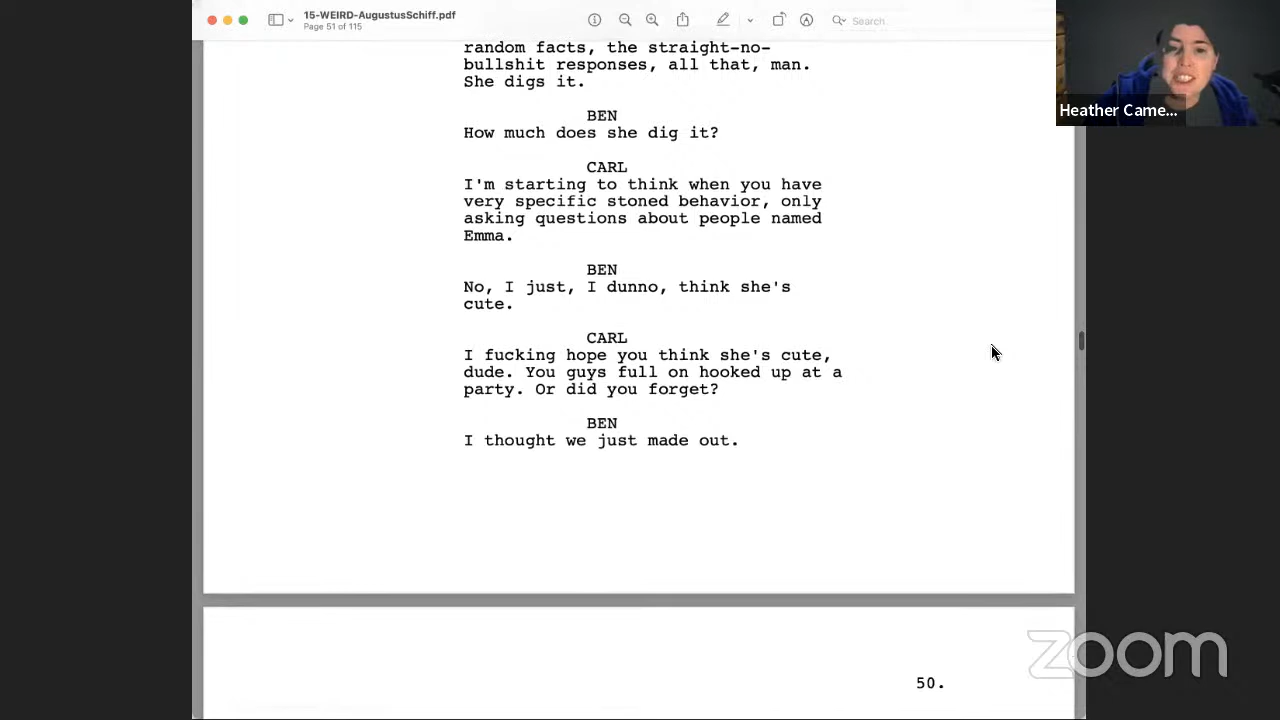 15-WEIRD-AugustusSchiff.pdf
Page 51 of 115
Search
random facts, the straight-no-
bullshit responses, all that, man.
She digs it.
BEN
How much does she dig it?
CARL
I'm starting to think when you have
very specific stoned behavior, only
asking questions about people named
Emma.
BEN
No, I just, I dunno, think she's
cute.
CARL
I fucking hope you think she's cute,
dude. You guys full on hooked up at a
party. Or did you forget?
BEN
I thought we just made out.
50.
Heather Came...
zoom